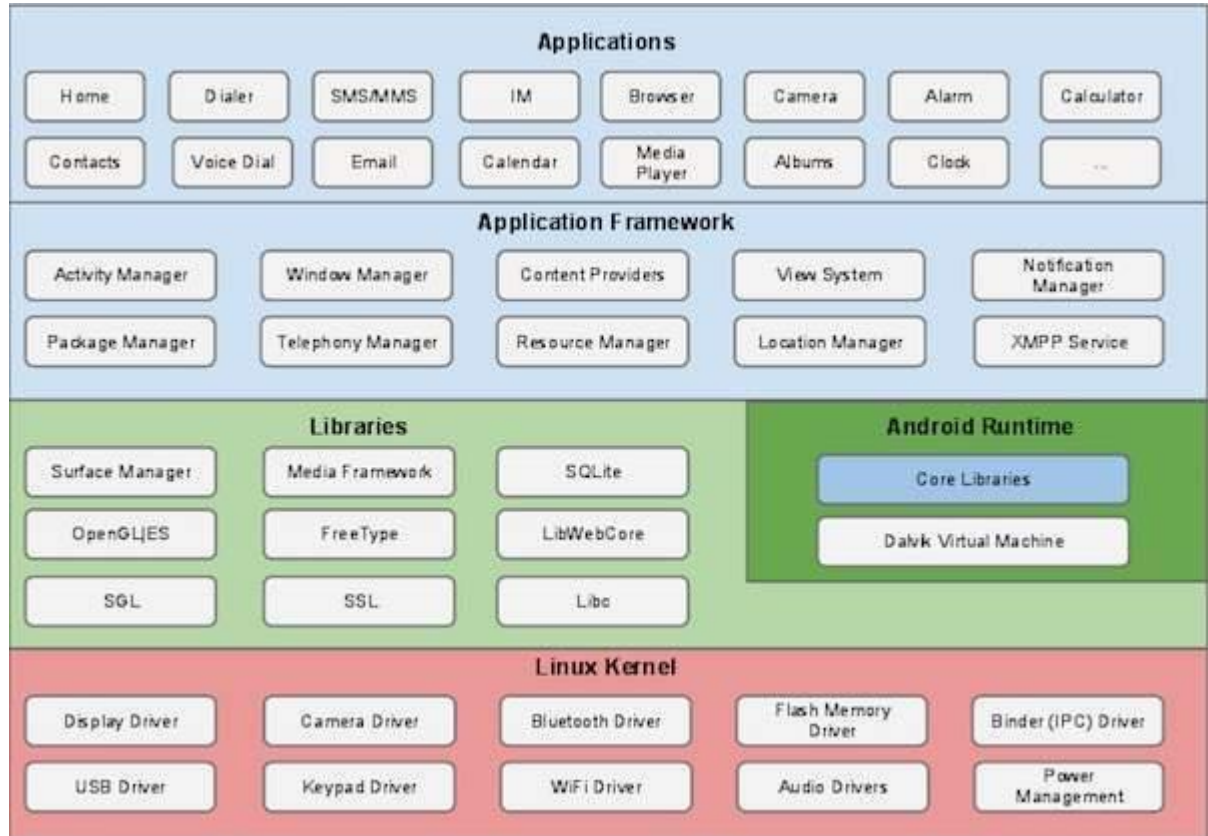 Applications
Home
Dialer
SMS/MMS
IM
Browser
Camera
Alarm
Calculator
Contacts
Voice Dial
Email
Calendar
Media
Player
Albums
Clock
...
Application Framework
Activity Manager
Window Manager
Content Providers
View System
Notification
Manager
Package Manager
Telephony Manager
Resource Manager
Location Manager
XMPP Service
Libraries
Surface Manager
Media Framework
SQLite
OpenGL|ES
FreeType
LibWebCore
SGL
SSL
Libc
Android Runtime
Core Libraries
Dalvik Virtual Machine
Linux Kernel
Display Driver
Camera Driver
Bluetooth Driver
Flash Memory
Driver
Binder (IPC) Driver
USB Driver
Keypad Driver
WiFi Driver
Audio Drivers
Power
Management